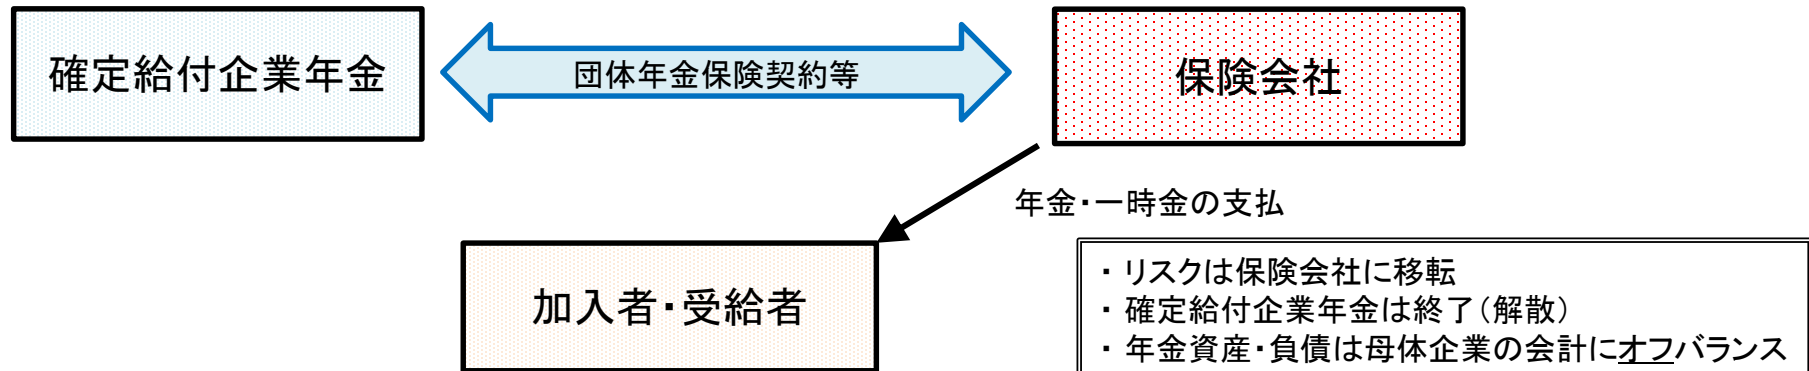 確定給付企業年金
団体年金保険契約等
保険会社
年金・一時金の支払
加入者・受給者
・ リスクは保険会社に移転
・ 確定給付企業年金は終了(解散)
・ 年金資産・負債は母体企業の会計にオフバランス